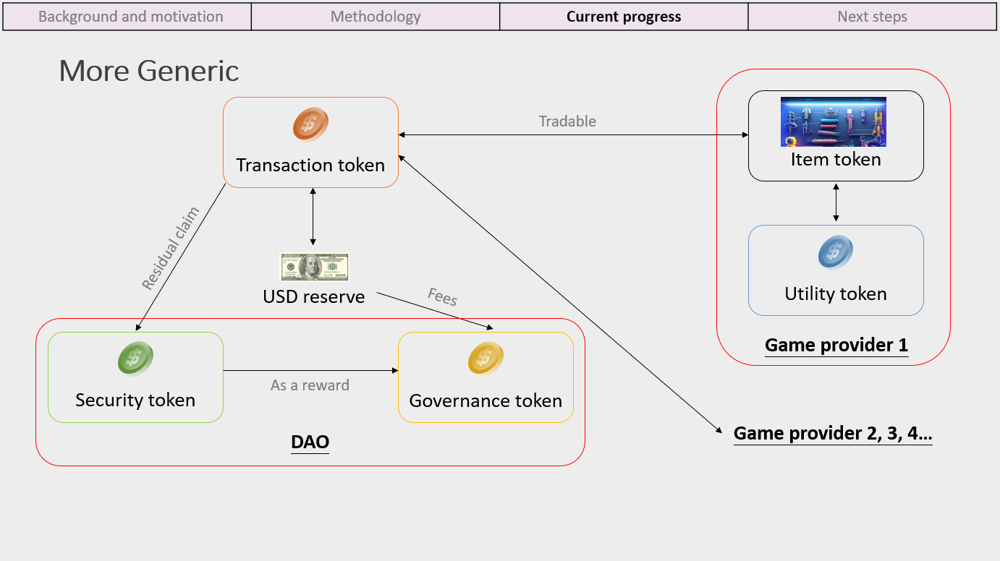 Background and motivation
Methodology
Current progress
Next steps
More Generic
Transaction token
Tradable
Item token
Residual claim
USD reserve
Fees
Utility token
Game provider 1
Security token
As a reward
Governance token
DAO
Game provider 2, 3, 4…